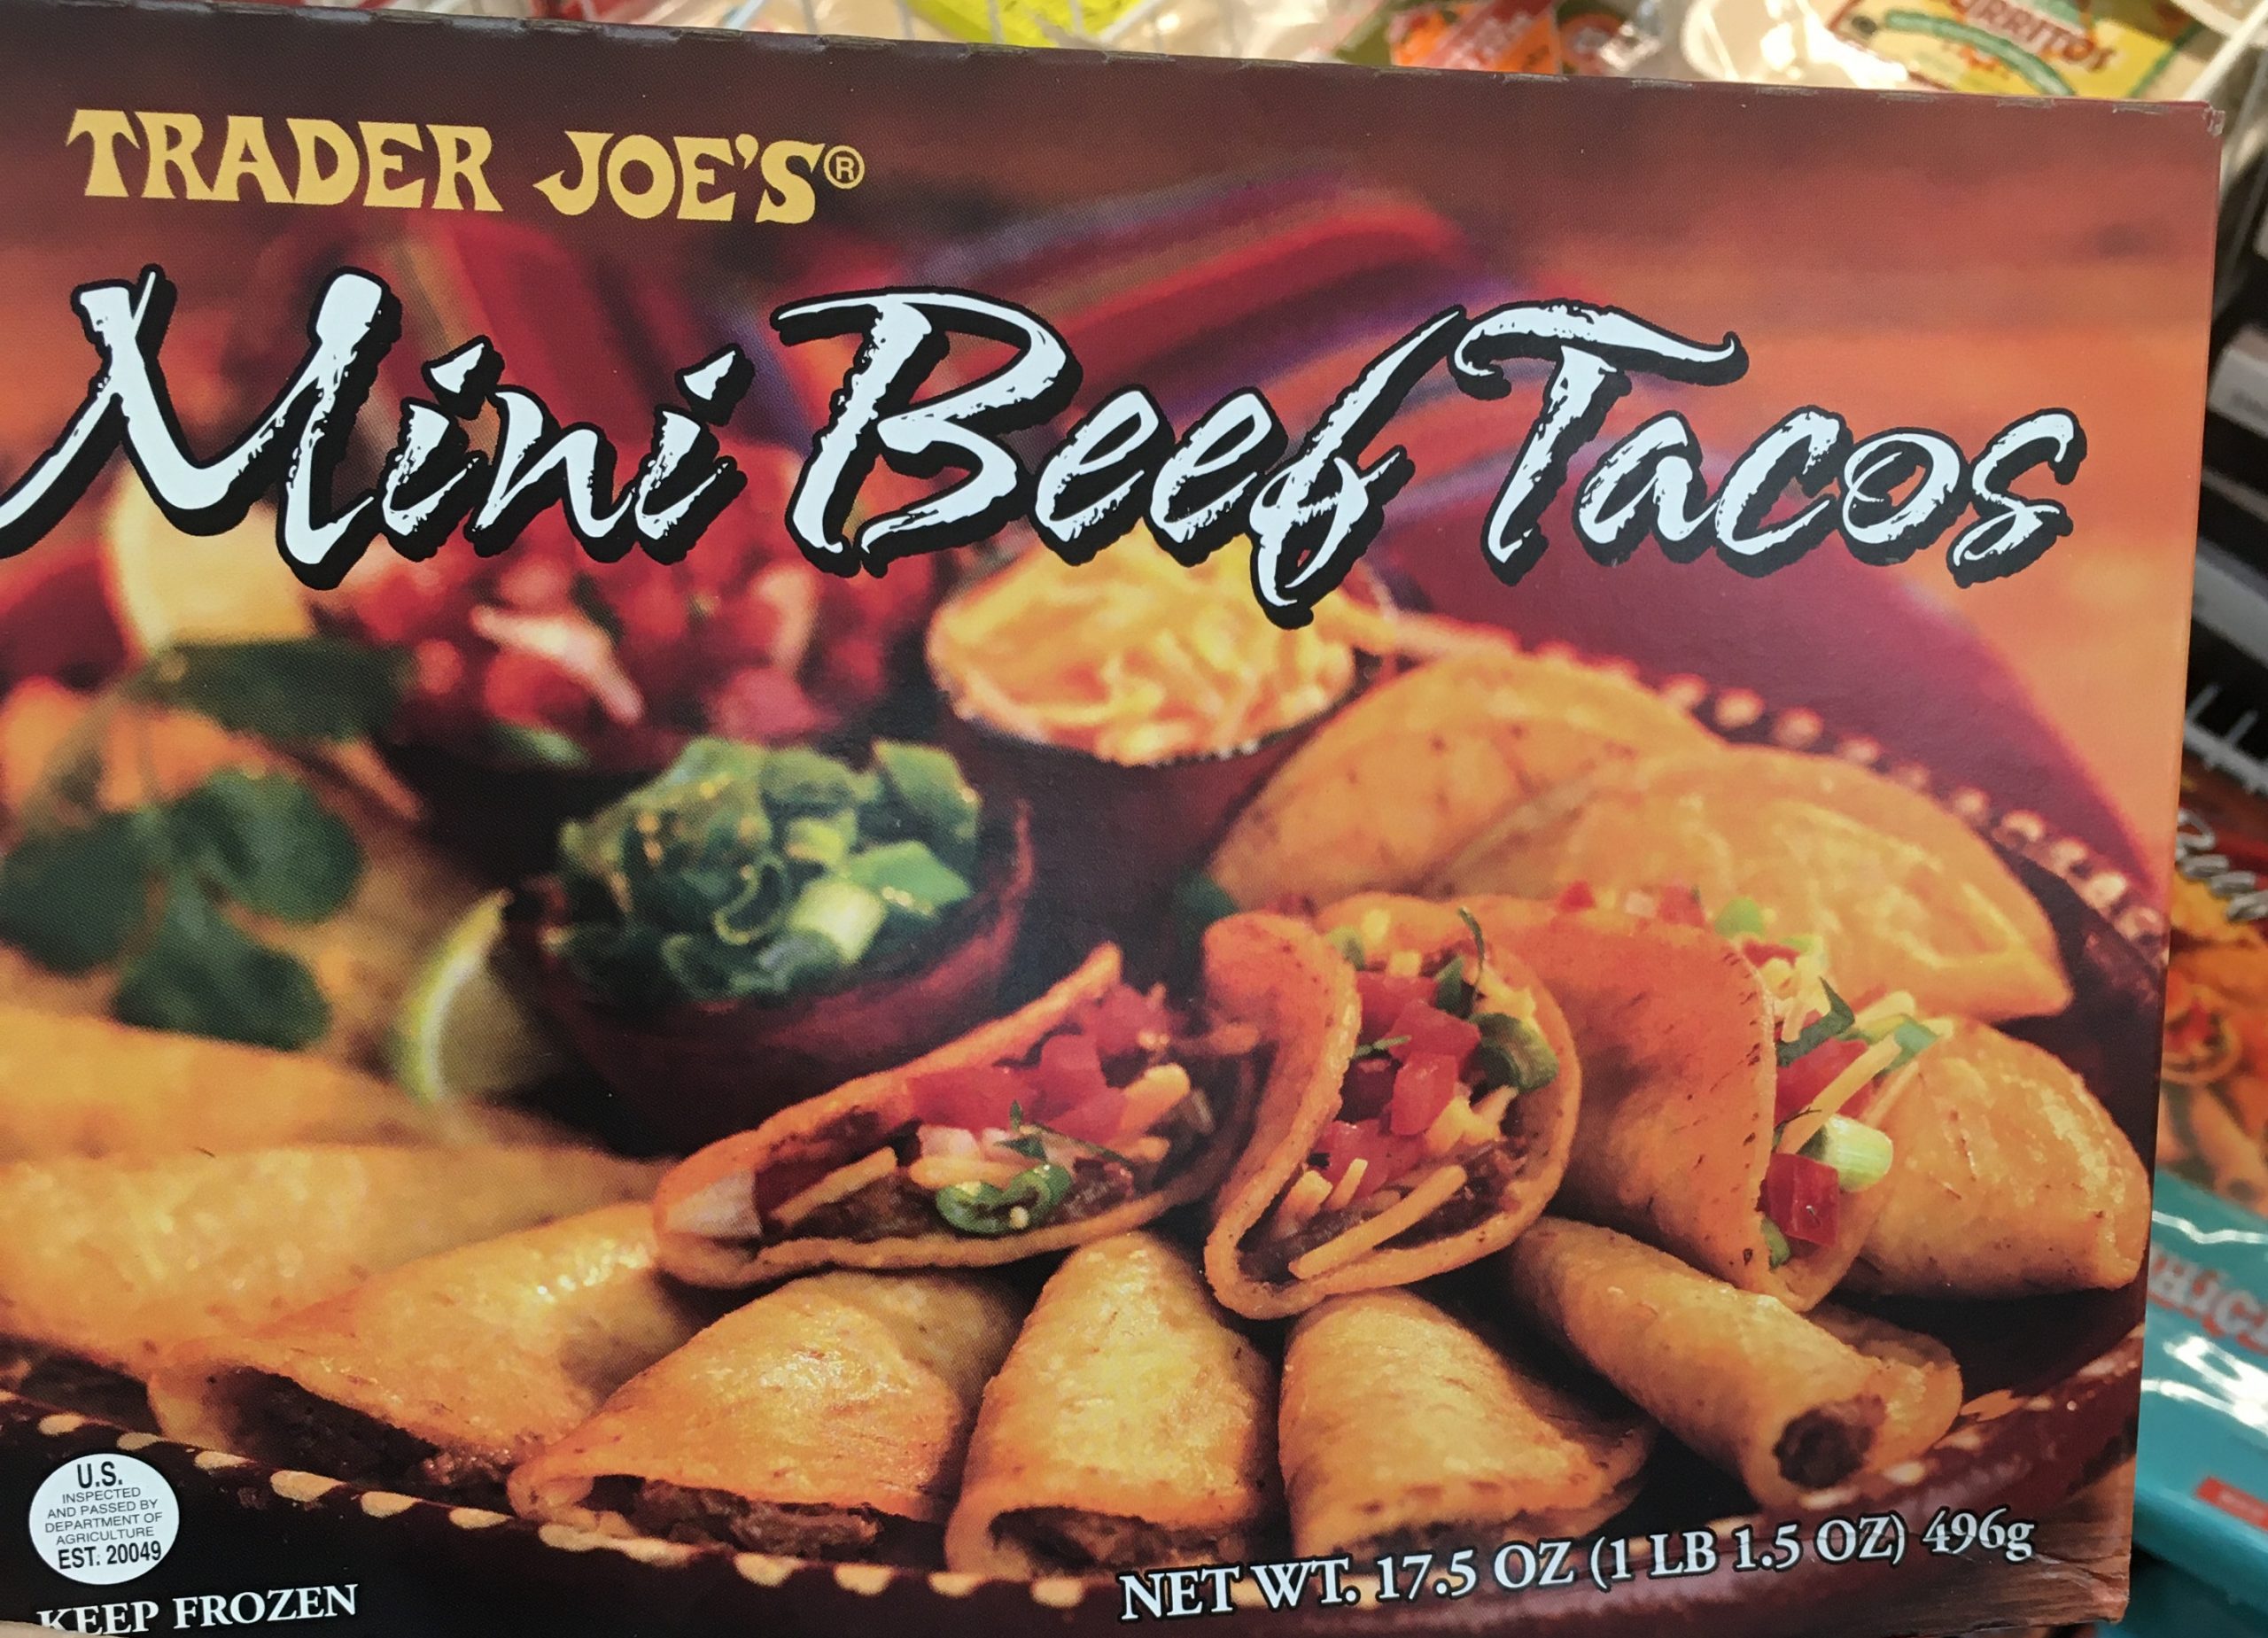 TRADER JOE'S®
Mini Beef Tacos
U.S.
INSPECTED
AND PASSED BY
DEPARTMENT OF
AGRICULTURE
EST. 20049
KEEP FROZEN
NET WT. 17.5 OZ (1 LB 1.5 OZ) 496g